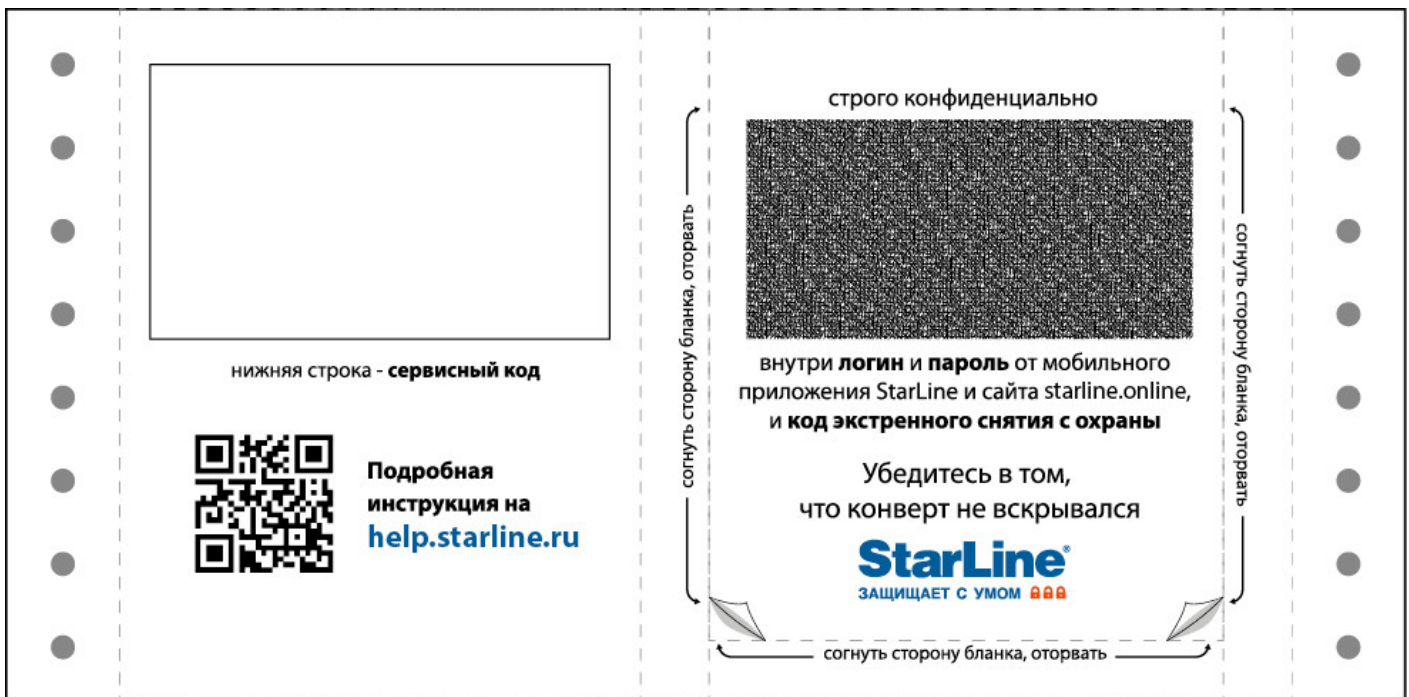 нижняя строка - сервисный код
Подробная
инструкция на
help.starline.ru
согнуть сторону бланка, оторвать
строго конфиденциально
внутри логин и пароль от мобильного
приложения StarLine и сайта starline.online,
и код экстренного снятия с охраны
Убедитесь в том,
что конверт не вскрывался
StarLine®
ЗАЩИЩАЕТ С УМОМ
согнуть сторону бланка, оторвать
согнуть сторону бланка, оторвать